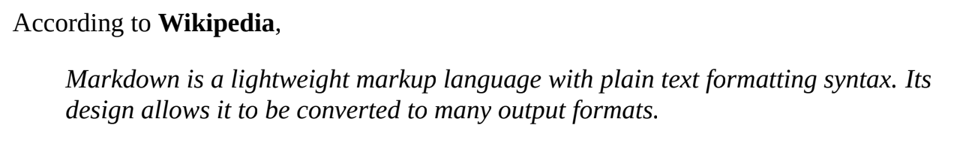 According to Wikipedia,
Markdown is a lightweight markup language with plain text formatting syntax. Its
design allows it to be converted to many output formats.